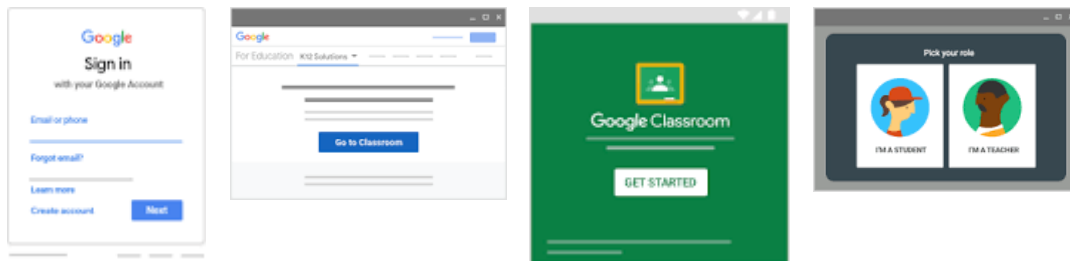 Google
Sign in
with your Google Account
Email or phone
Forgot email?
Learn more
Create account
Next
Google
For Education K12 Solutions
Go to Classroom
Google Classroom
GET STARTED
Pick your role
I'M A STUDENT
I'M A TEACHER